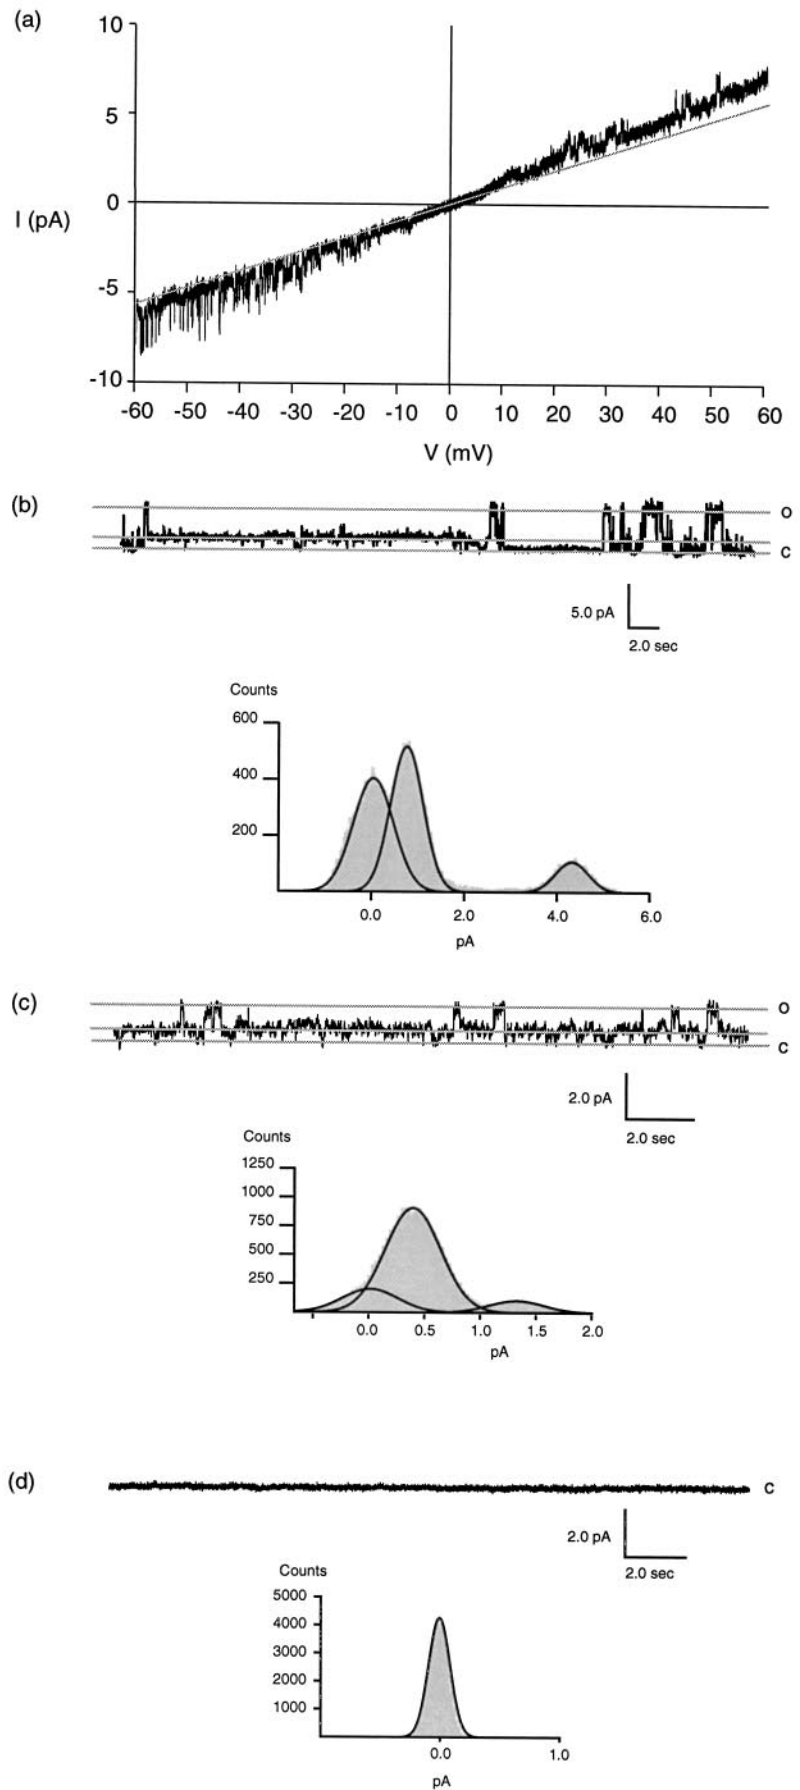 (a)
10
5
0
I (pA)
-5
-10
-60 -50 -40 -30 -20 -10 0 10 20 30 40 50 60
V (mV)
(b)
O
C
5.0 pA
2.0 sec
Counts
600
400
200
0.0 2.0 4.0 6.0
pA
(c)
O
C
2.0 pA
2.0 sec
Counts
1250
1000
750
500
250
0.0 0.5 1.0 1.5 2.0
pA
(d)
C
2.0 pA
2.0 sec
Counts
5000
4000
3000
2000
1000
0.0 1.0
pA